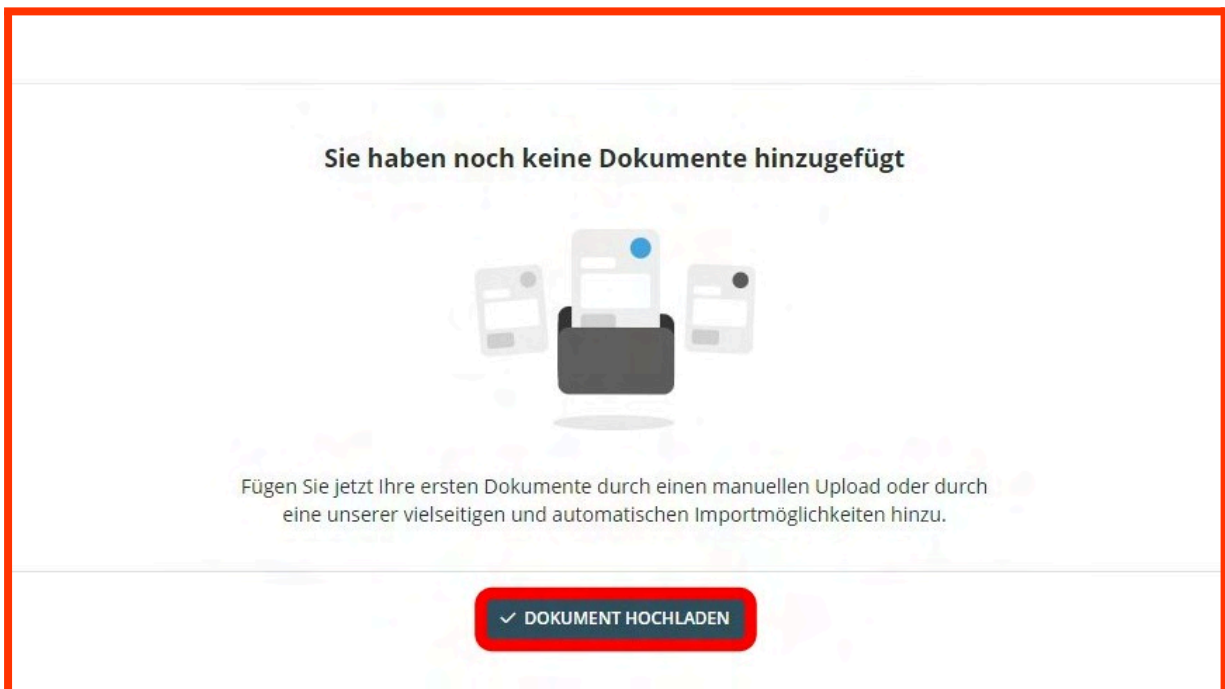 Sie haben noch keine Dokumente hinzugefügt
Fügen Sie jetzt Ihre ersten Dokumente durch einen manuellen Upload oder durch
eine unserer vielseitigen und automatischen Importmöglichkeiten hinzu.
DOKUMENT HOCHLADEN